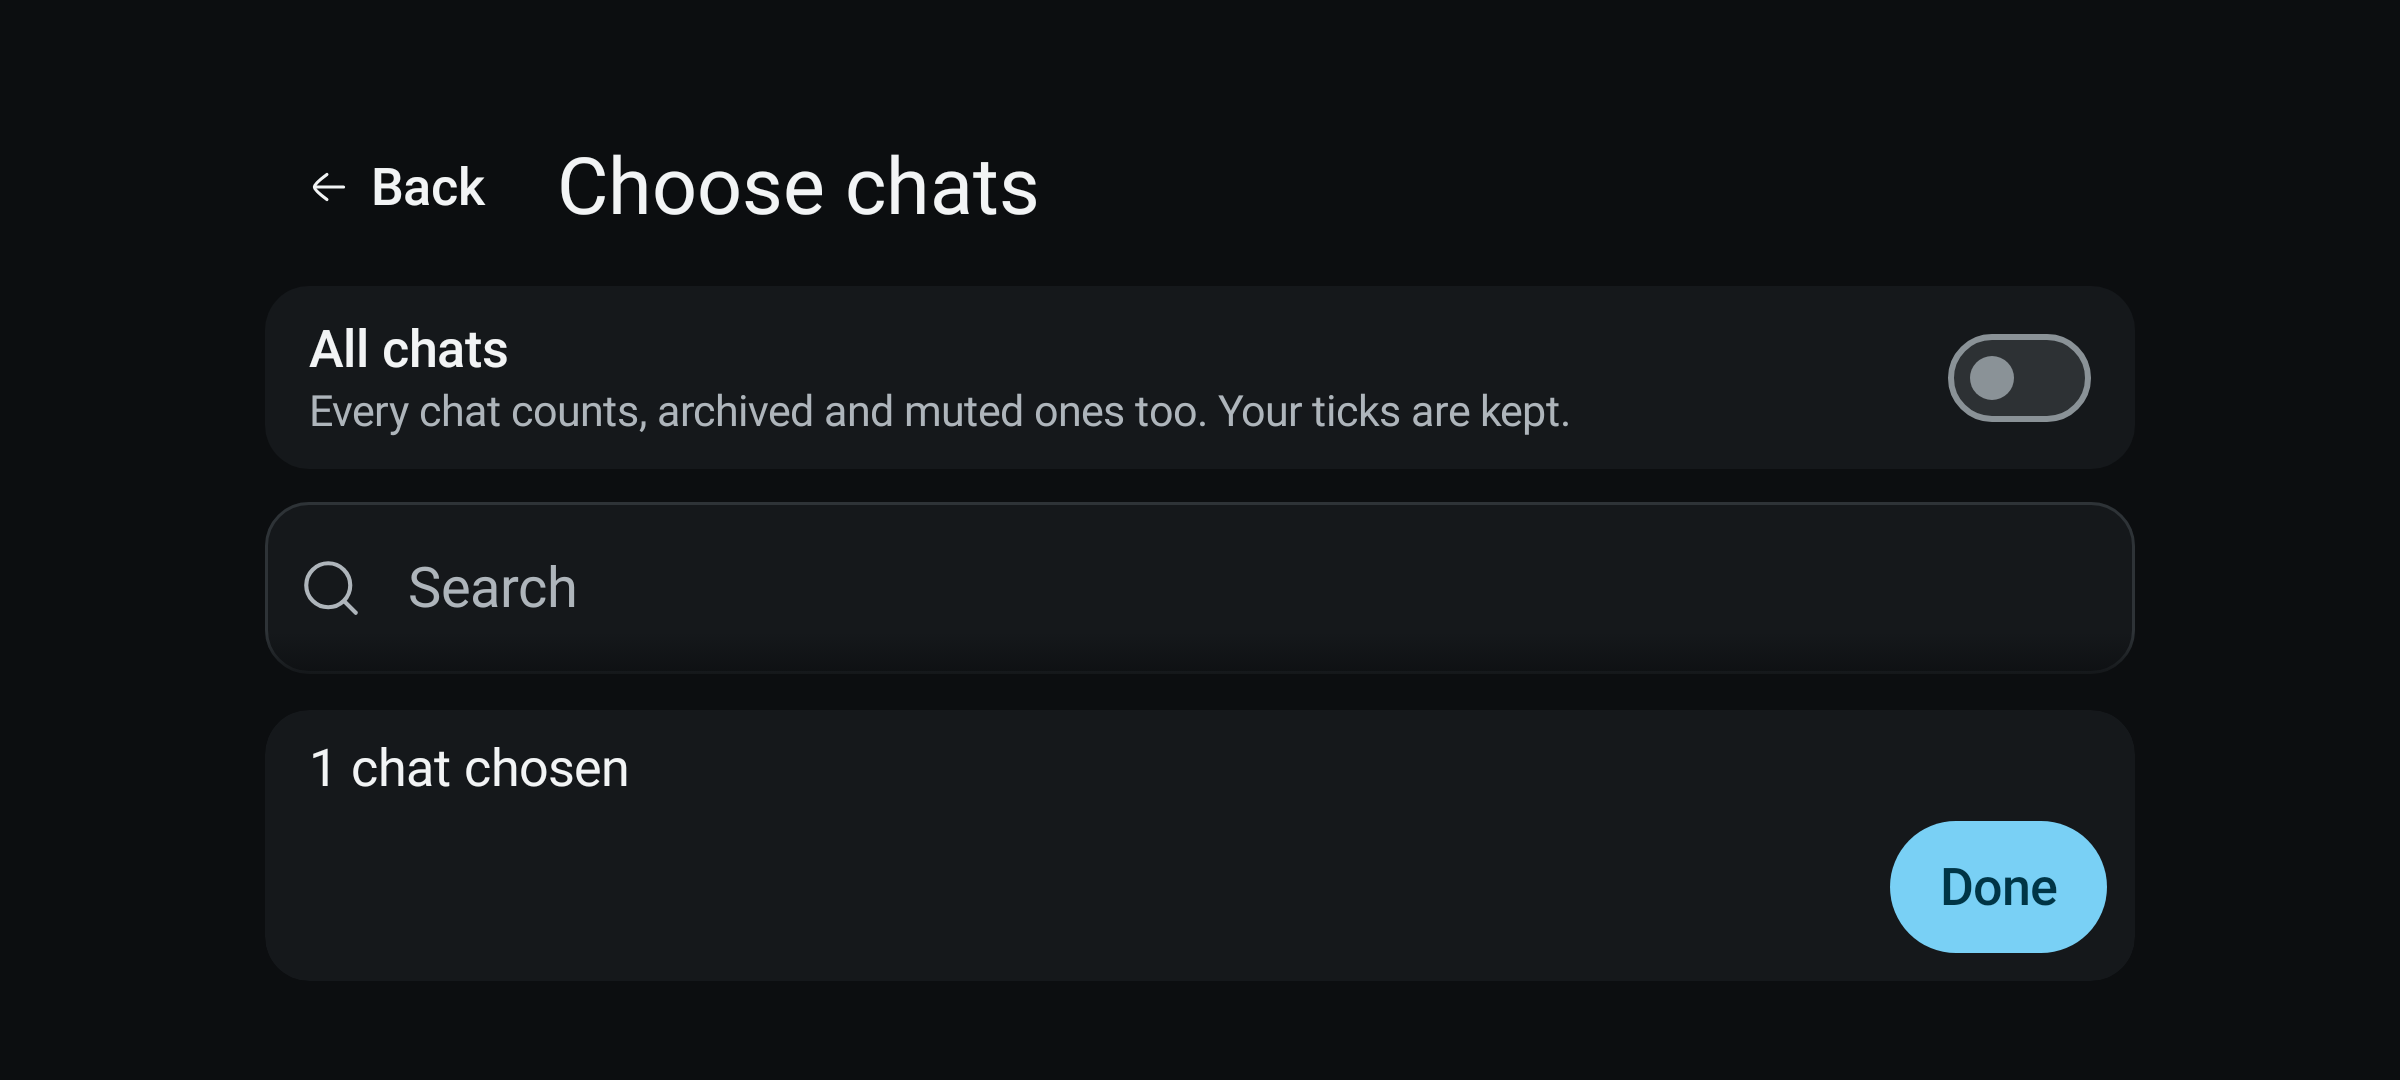 Back
Choose chats
All chats
Every chat counts, archived and muted ones too. Your ticks are kept.
Search
1 chat chosen
Done